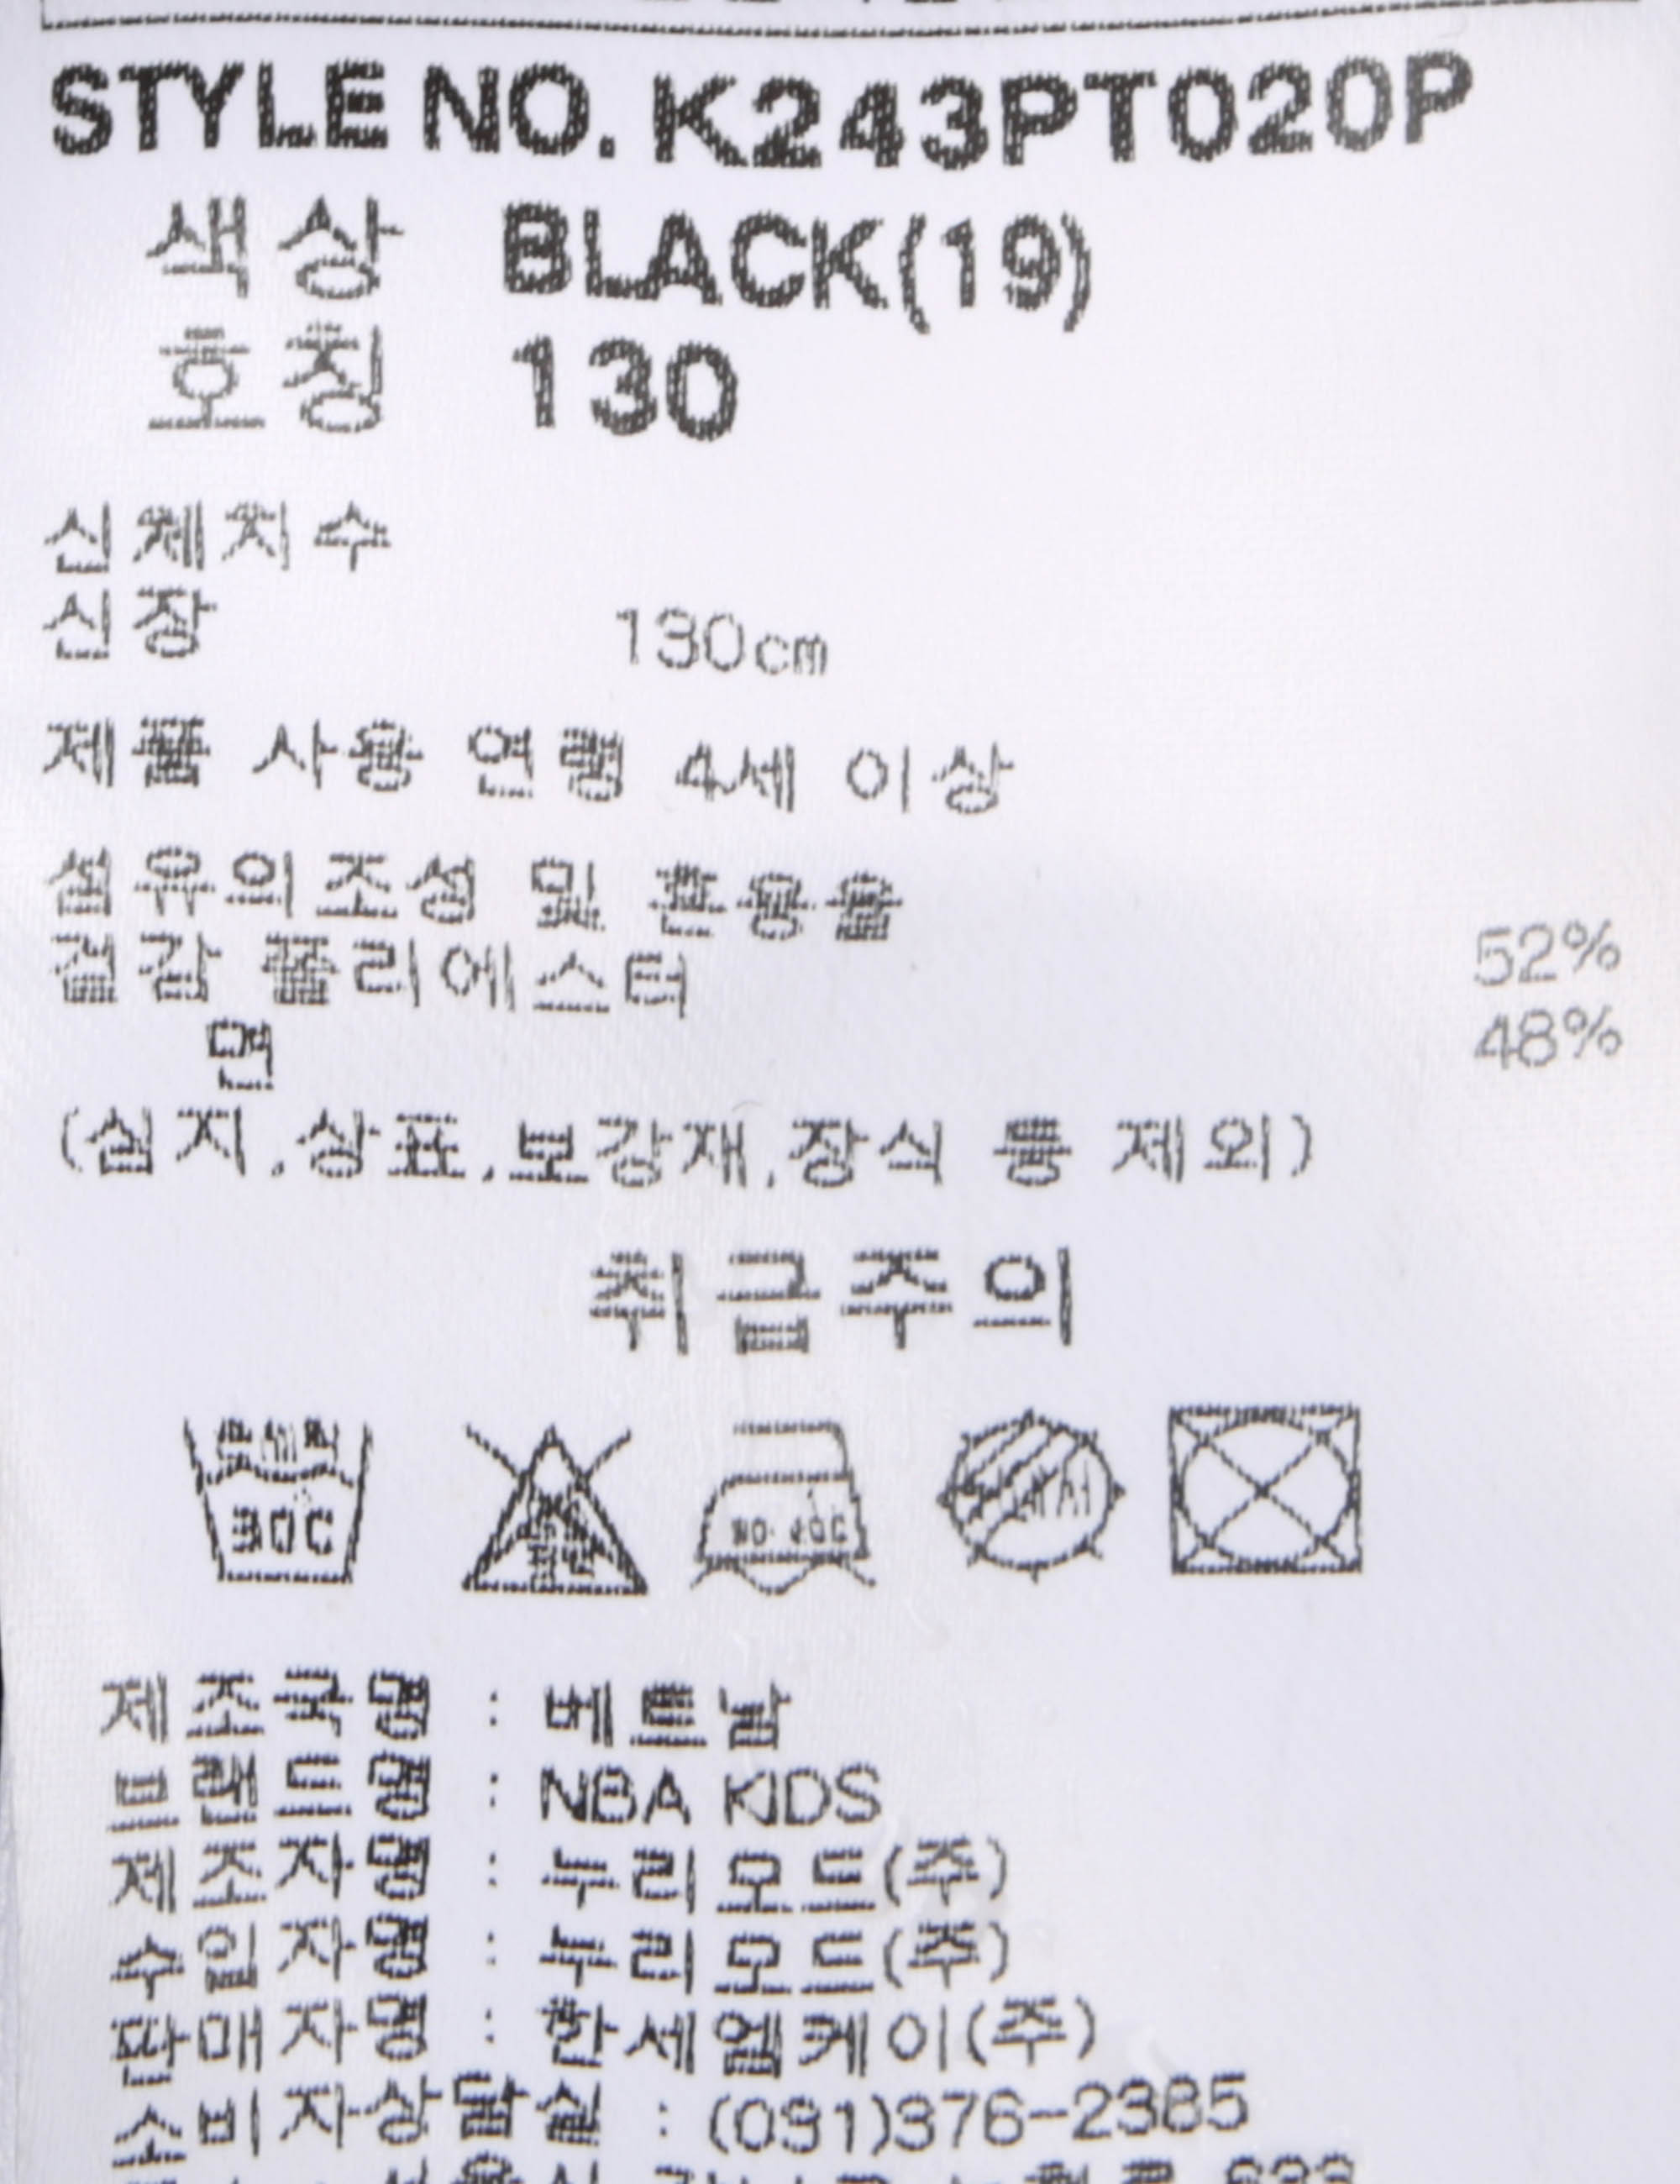 STYLE NO. K243PT020P
색상 BLACK(19)
호칭 130
신체치수
신장 130cm
제품 사용 연령 4세 이상
섬유의조성 및 혼용율
겉감 폴리에스터 52%
면 48%
(심지,상표,보강재,장식 등 제외)
취급주의
손세탁
30C
제조국명 : 베트남
브랜드명 : NBA KIDS
제조자명 : 누리모드(주)
수입자명 : 누리모드(주)
판매자명 : 한세엠케이(주)
소비자상담실 :